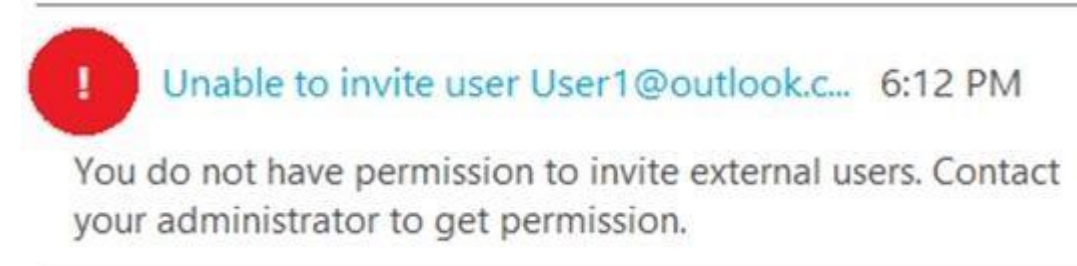 ! Unable to invite user User1@outlook.c... 6:12 PM
You do not have permission to invite external users. Contact
your administrator to get permission.